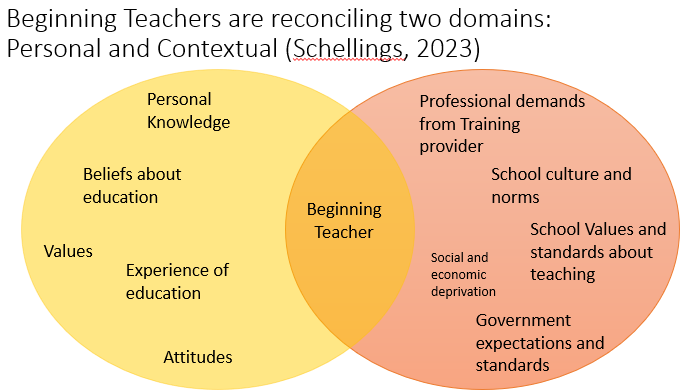 Beginning Teachers are reconciling two domains:
Personal and Contextual (Schellings, 2023)
Personal
Knowledge
Beliefs about
education
Values
Experience of
education
Attitudes
Beginning
Teacher
Professional demands
from Training
provider
School culture and
norms
School Values and
standards about
teaching
Social and
economic
deprivation
Government
expectations and
standards